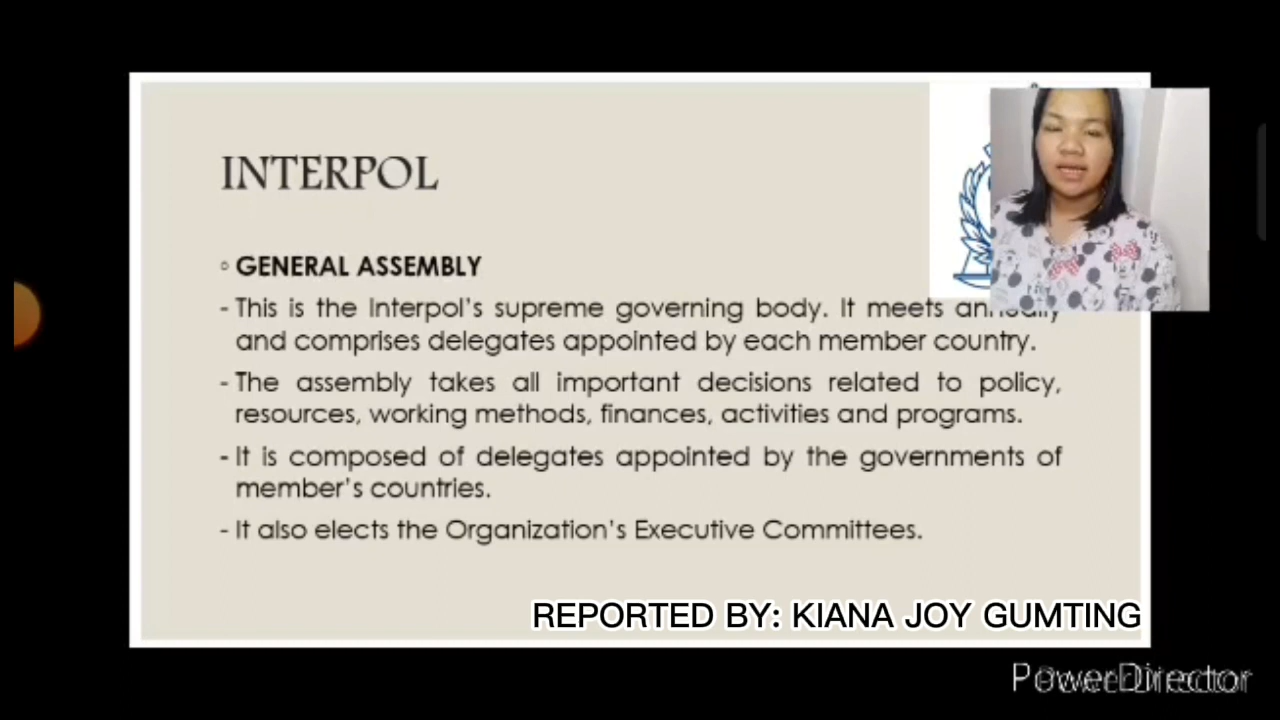 INTERPOL
◦ GENERAL ASSEMBLY
- This is the Interpol's supreme governing body. It meets annually
and comprises delegates appointed by each member country.
- The assembly takes all important decisions related to policy,
resources, working methods, finances, activities and programs.
- It is composed of delegates appointed by the governments of
member's countries.
- It also elects the Organization's Executive Committees.
REPORTED BY: KIANA JOY GUMTING
PowerDirector